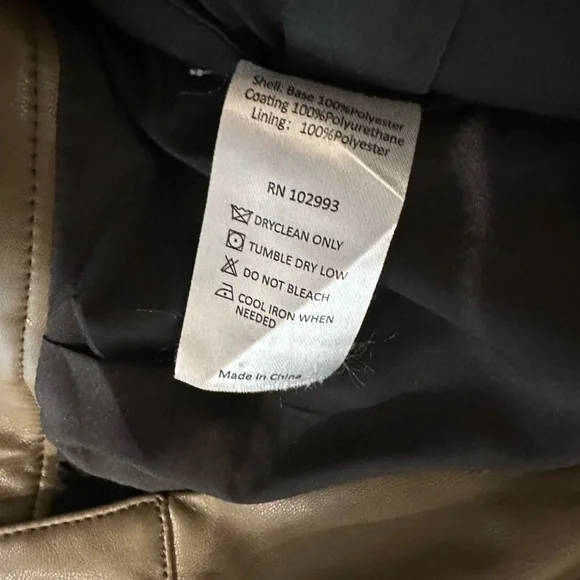 Shell: Base 100%Polyester
Coating 100%Polyurethane
Lining: 100%Polyester
RN 102993
DRYCLEAN ONLY
TUMBLE DRY LOW
DO NOT BLEACH
COOL IRON WHEN
NEEDED
Made in China